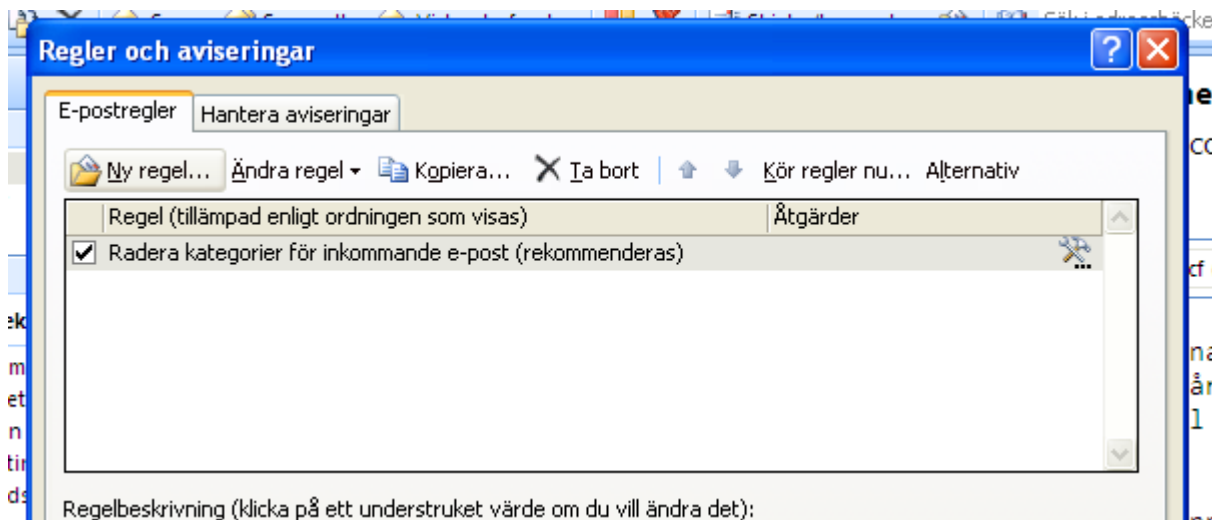 Regler och aviseringar
E-postregler Hantera aviseringar
Ny regel... Ändra regel Kopiera... Ta bort Kör regler nu... Alternativ
Regel (tillämpad enligt ordningen som visas) Åtgärder
Radera kategorier för inkommande e-post (rekommenderas)
Regelbeskrivning (klicka på ett understruket värde om du vill ändra det):